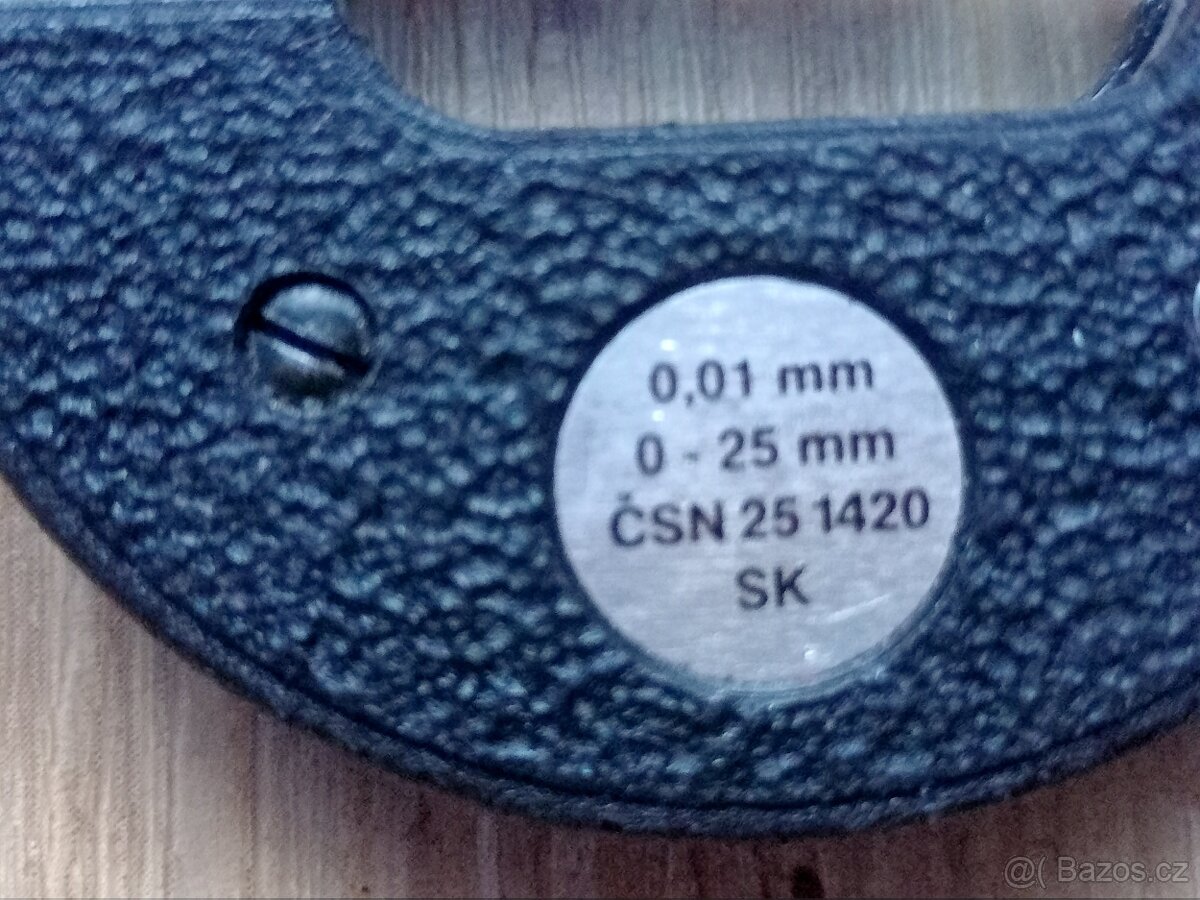 0,01 mm
0 - 25 mm
ČSN 25 1420
SK
@( Bazos.cz